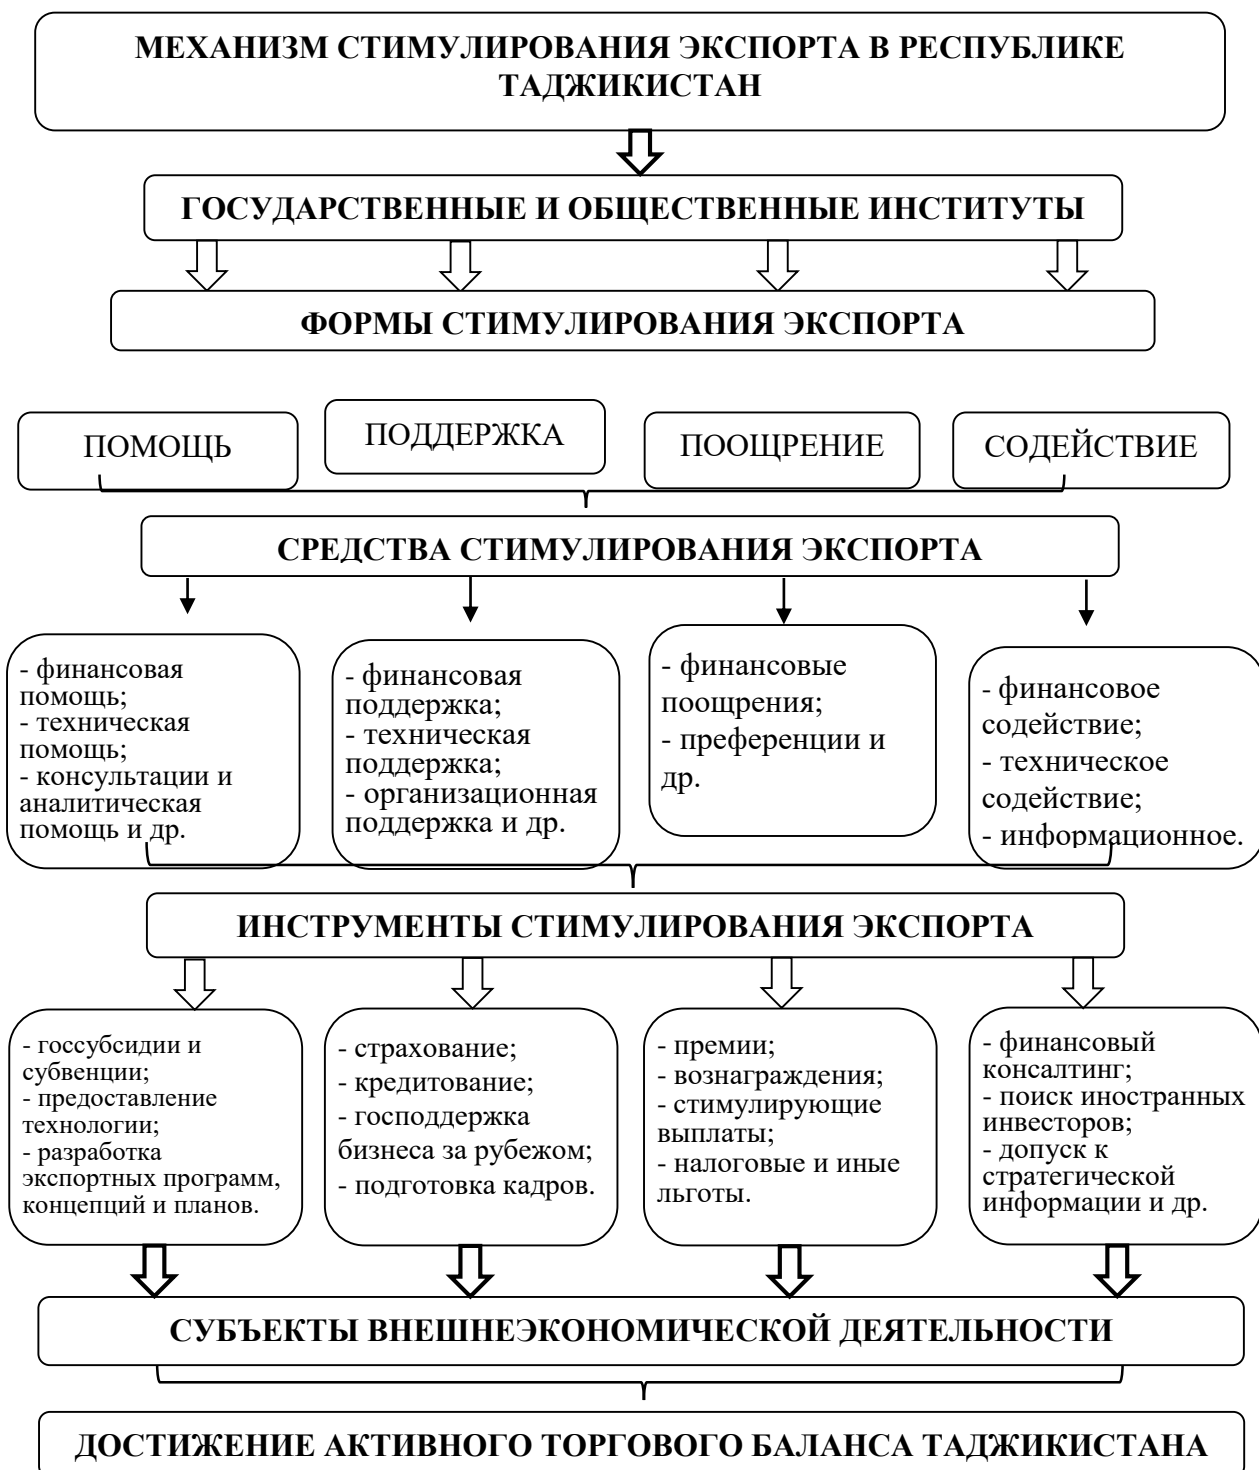 МЕХАНИЗМ СТИМУЛИРОВАНИЯ ЭКСПОРТА В РЕСПУБЛИКЕ
ТАДЖИКИСТАН
ГОСУДАРСТВЕННЫЕ И ОБЩЕСТВЕННЫЕ ИНСТИТУТЫ
ФОРМЫ СТИМУЛИРОВАНИЯ ЭКСПОРТА
ПОМОЩЬ
ПОДДЕРЖКА
ПООЩРЕНИЕ
СОДЕЙСТВИЕ
СРЕДСТВА СТИМУЛИРОВАНИЯ ЭКСПОРТА
- финансовая
помощь;
- техническая
помощь;
- консультации и
аналитическая
помощь и др.
- финансовая
поддержка;
- техническая
поддержка;
- организационная
поддержка и др.
- финансовые
поощрения;
- преференции и
др.
- финансовое
содействие;
- техническое
содействие;
- информационное.
ИНСТРУМЕНТЫ СТИМУЛИРОВАНИЯ ЭКСПОРТА
- госсубсидии и
субвенции;
- предоставление
технологии;
- разработка
экспортных программ,
концепций и планов.
- страхование;
- кредитование;
- господдержка
бизнеса за рубежом;
- подготовка кадров.
- премии;
- вознаграждения;
- стимулирующие
выплаты;
- налоговые и иные
льготы.
- финансовый
консалтинг;
- поиск иностранных
инвесторов;
- допуск к
стратегической
информации и др.
СУБЪЕКТЫ ВНЕШНЕЭКОНОМИЧЕСКОЙ ДЕЯТЕЛЬНОСТИ
ДОСТИЖЕНИЕ АКТИВНОГО ТОРГОВОГО БАЛАНСА ТАДЖИКИСТАНА